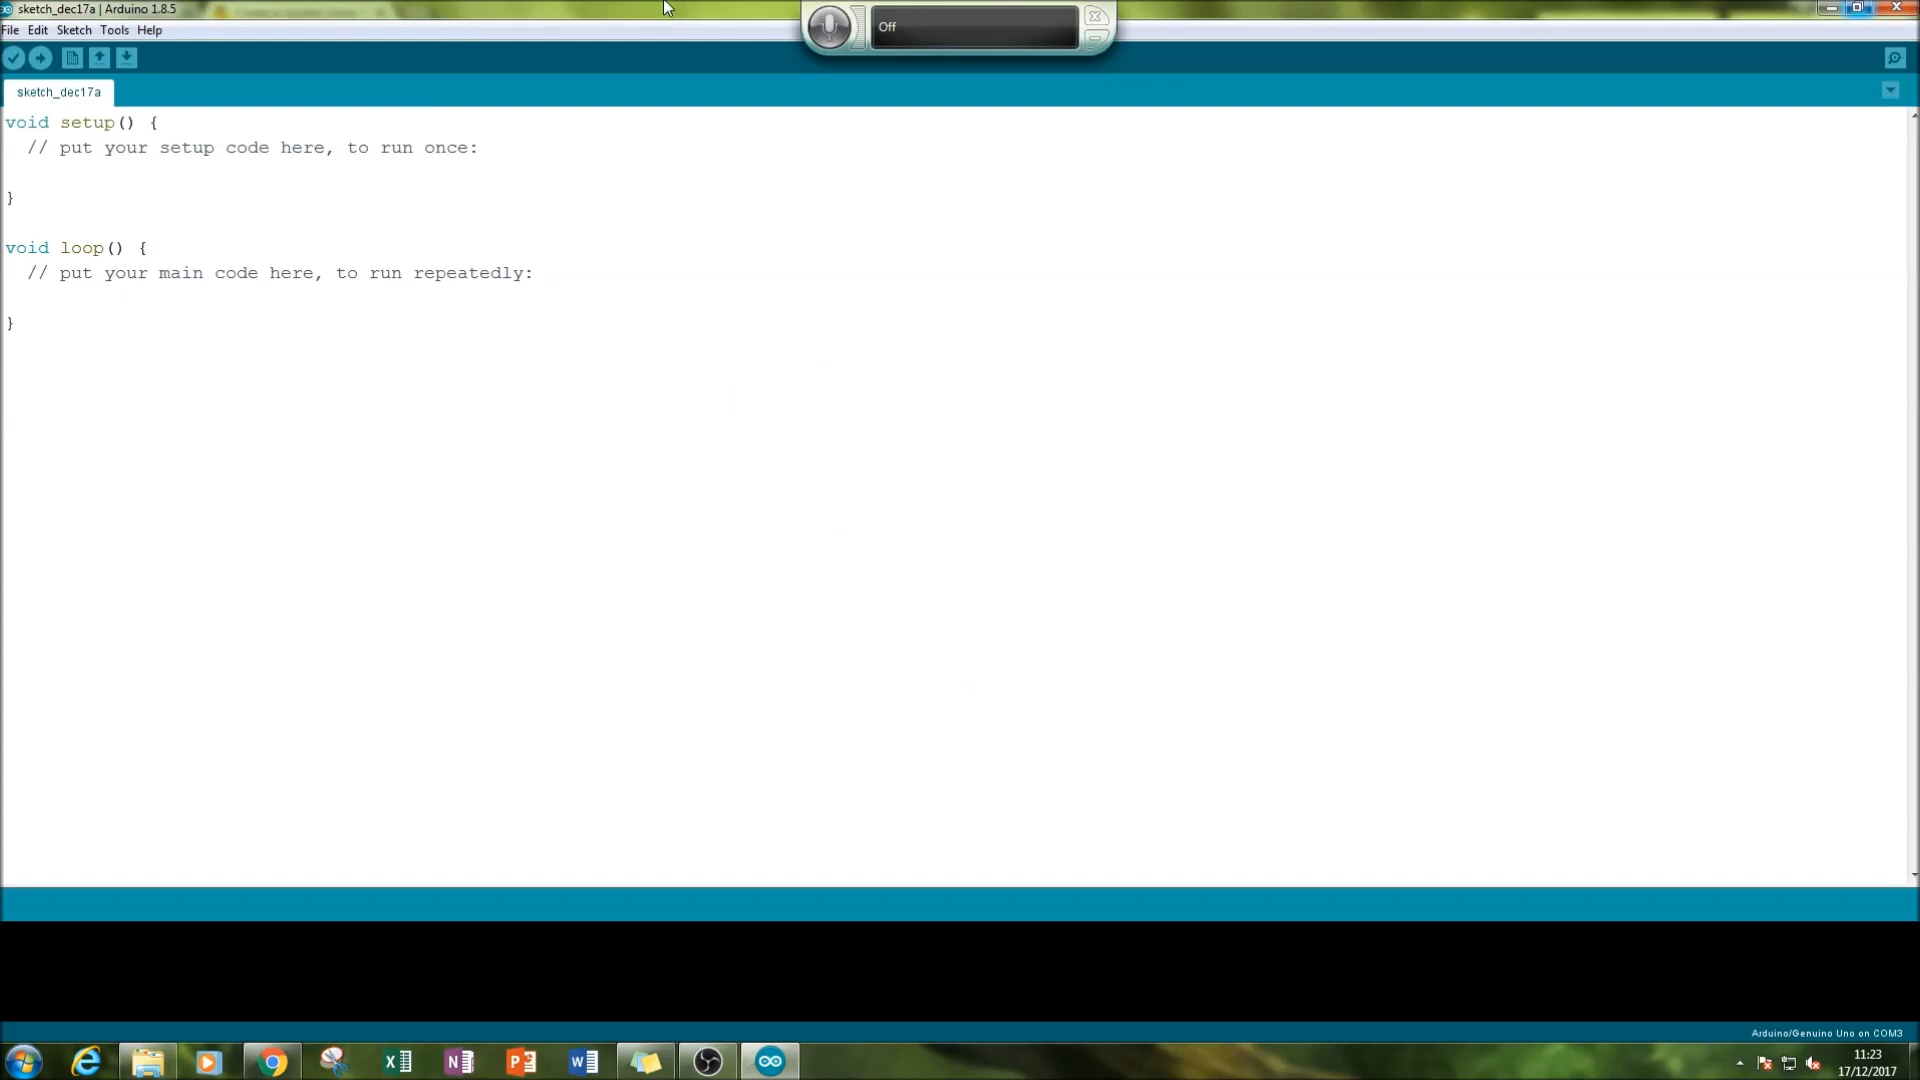 sketch_dec17a | Arduino 1.8.5
File Edit Sketch Tools Help
Off
sketch_dec17a
void setup() {
// put your setup code here, to run once:
}
void loop() {
// put your main code here, to run repeatedly:
}
Arduino/Genuino Uno on COM3
11:23
17/12/2017